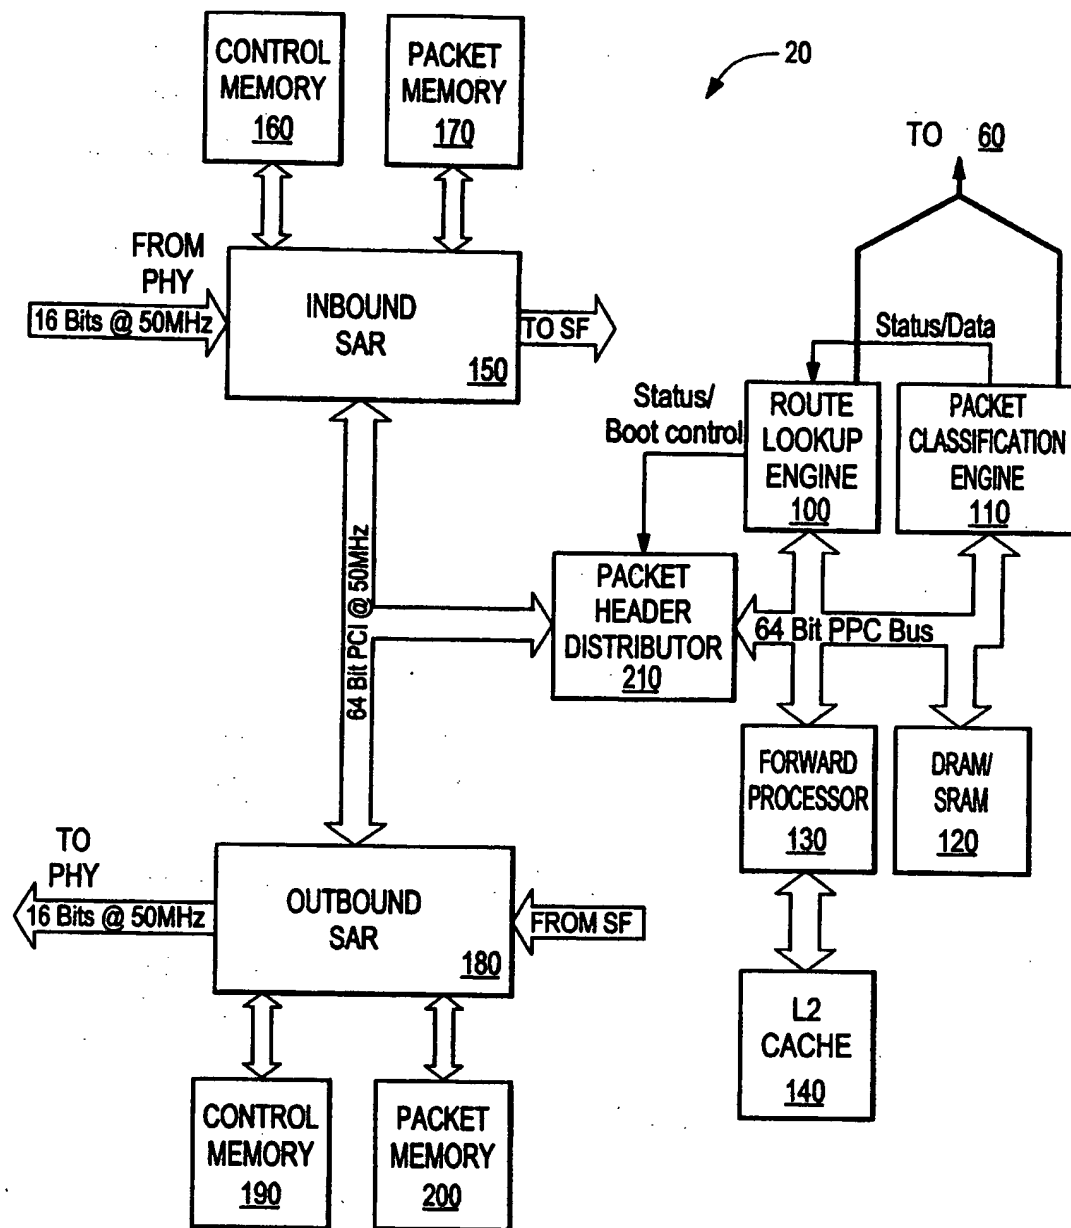 CONTROL
MEMORY
160
PACKET
MEMORY
170
20
TO 60
FROM
PHY
16 Bits @ 50MHz
INBOUND
SAR
150
TO SF
Status/Data
Status/
Boot control
ROUTE
LOOKUP
ENGINE
100
PACKET
CLASSIFICATION
ENGINE
110
64 Bit PCI @ 50MHz
PACKET
HEADER
DISTRIBUTOR
210
64 Bit PPC Bus
FORWARD
PROCESSOR
130
DRAM/
SRAM
120
TO
PHY
16 Bits @ 50MHz
OUTBOUND
SAR
180
FROM SF
L2
CACHE
140
CONTROL
MEMORY
190
PACKET
MEMORY
200